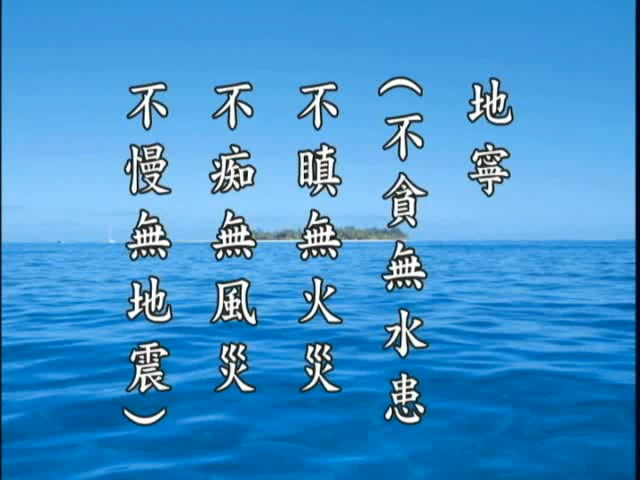 地寧
(不貪無水患
不瞋無火災
不痴無風災
不慢無地震)